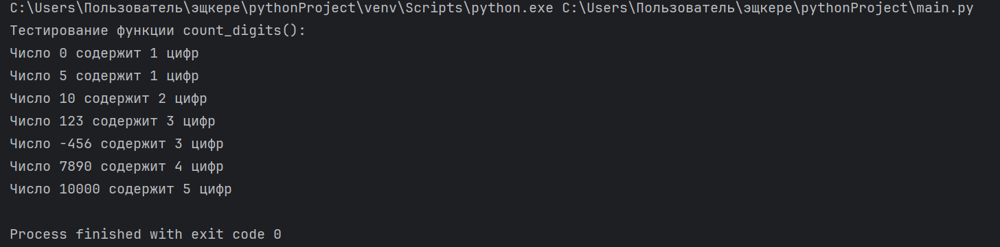 C:\Users\Пользователь\эщкере\pythonProject\venv\Scripts\python.exe C:\Users\Пользователь\эщкере\pythonProject\main.py
Тестирование функции count_digits():
Число 0 содержит 1 цифр
Число 5 содержит 1 цифр
Число 10 содержит 2 цифр
Число 123 содержит 3 цифр
Число -456 содержит 3 цифр
Число 7890 содержит 4 цифр
Число 10000 содержит 5 цифр
Process finished with exit code 0